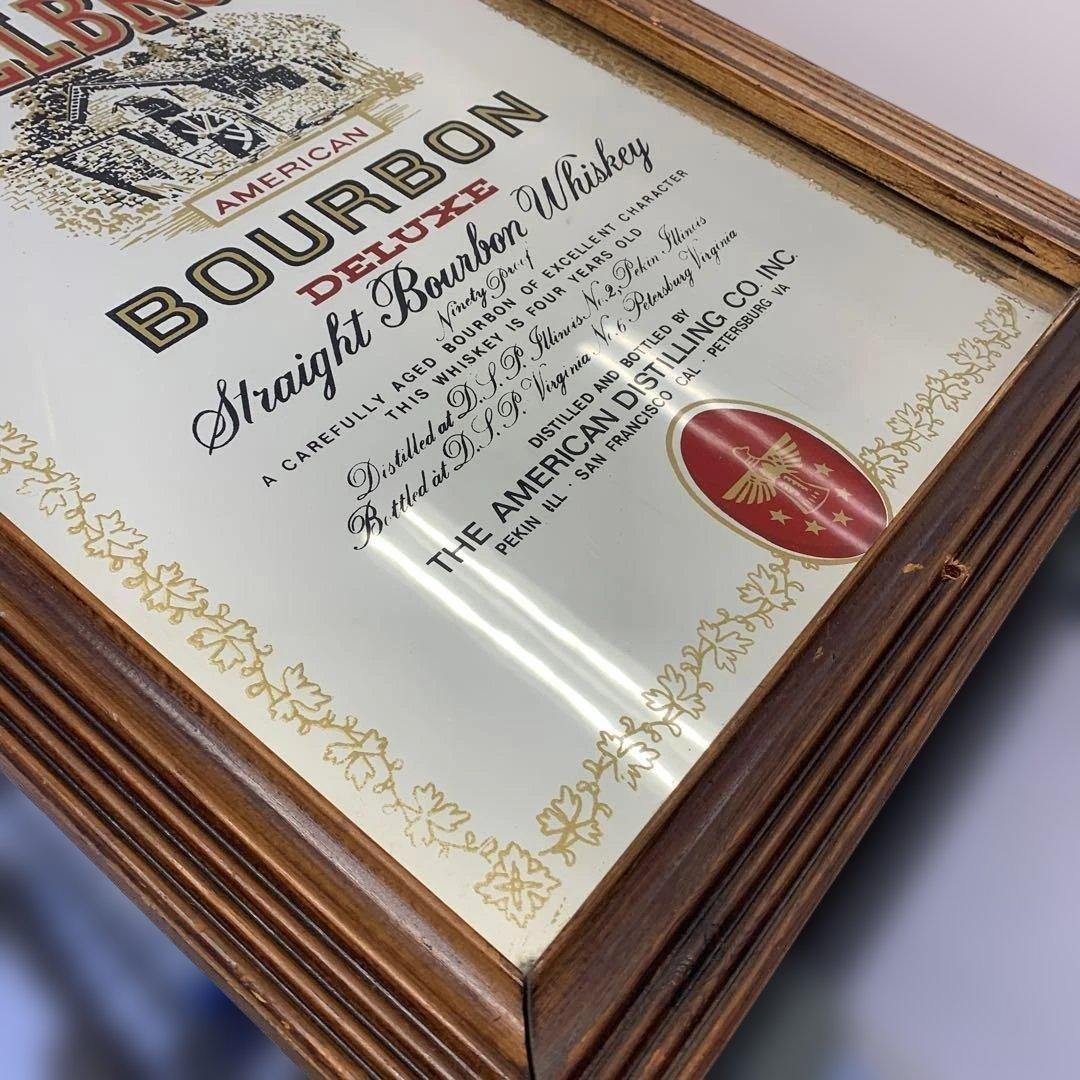 AMERICAN
BOURBON
DELUXE
Straight Bourbon Whiskey
Ninety Proof
A CAREFULLY AGED BOURBON OF EXCELLENT CHARACTER
THIS WHISKEY IS FOUR YEARS OLD
Distilled at D.S.P. Illinois No. 2, Pekin Illinois
Bottled at D.S.P. Virginia No. 6 Petersburg Virginia
DISTILLED AND BOTTLED BY
THE AMERICAN DISTILLING CO. INC.
PEKIN ILL · SAN FRANCISCO CAL PETERSBURG VA